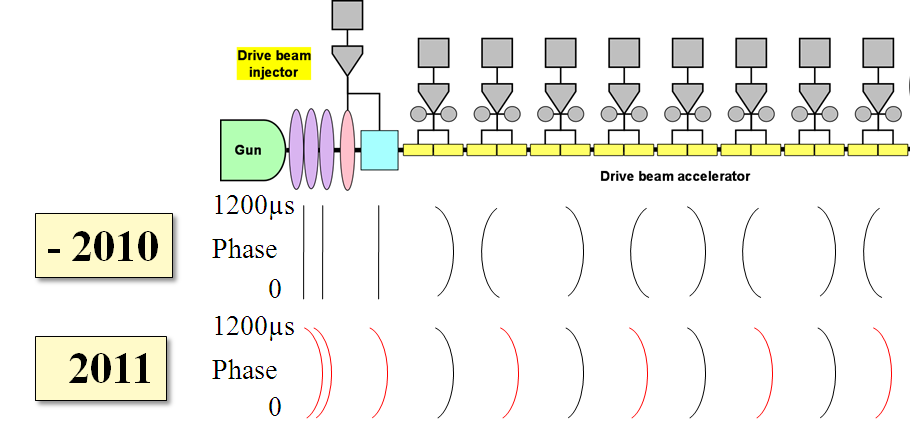 Drive beam
injector
Gun
Drive beam accelerator
- 2010
1200μs
Phase
0
2011
1200μs
Phase
0